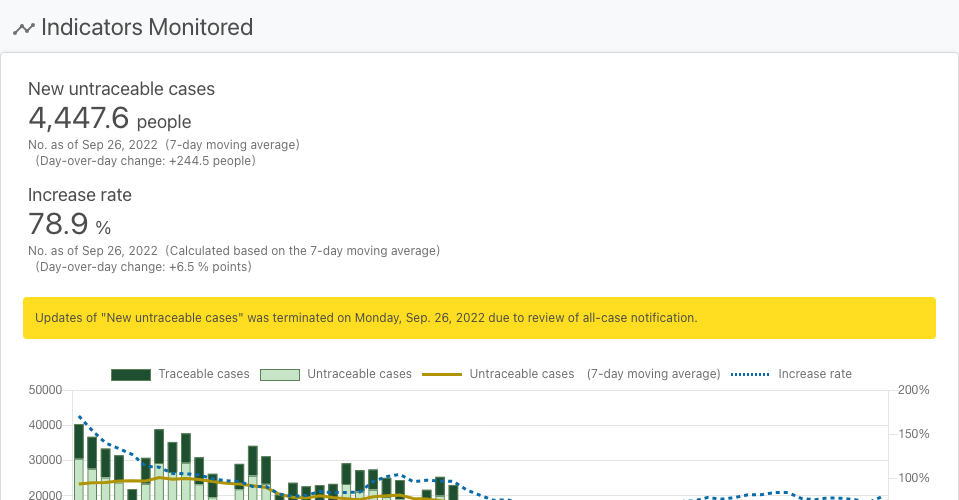 Indicators Monitored
New untraceable cases
4,447.6 people
No. as of Sep 26, 2022 (7-day moving average)
(Day-over-day change: +244.5 people)
Increase rate
78.9 %
No. as of Sep 26, 2022 (Calculated based on the 7-day moving average)
(Day-over-day change: +6.5 % points)
Updates of "New untraceable cases" was terminated on Monday, Sep. 26, 2022 due to review of all-case notification.
Traceable cases Untraceable cases Untraceable cases (7-day moving average) Increase rate
50000 200%
40000
150%
30000
100%
20000